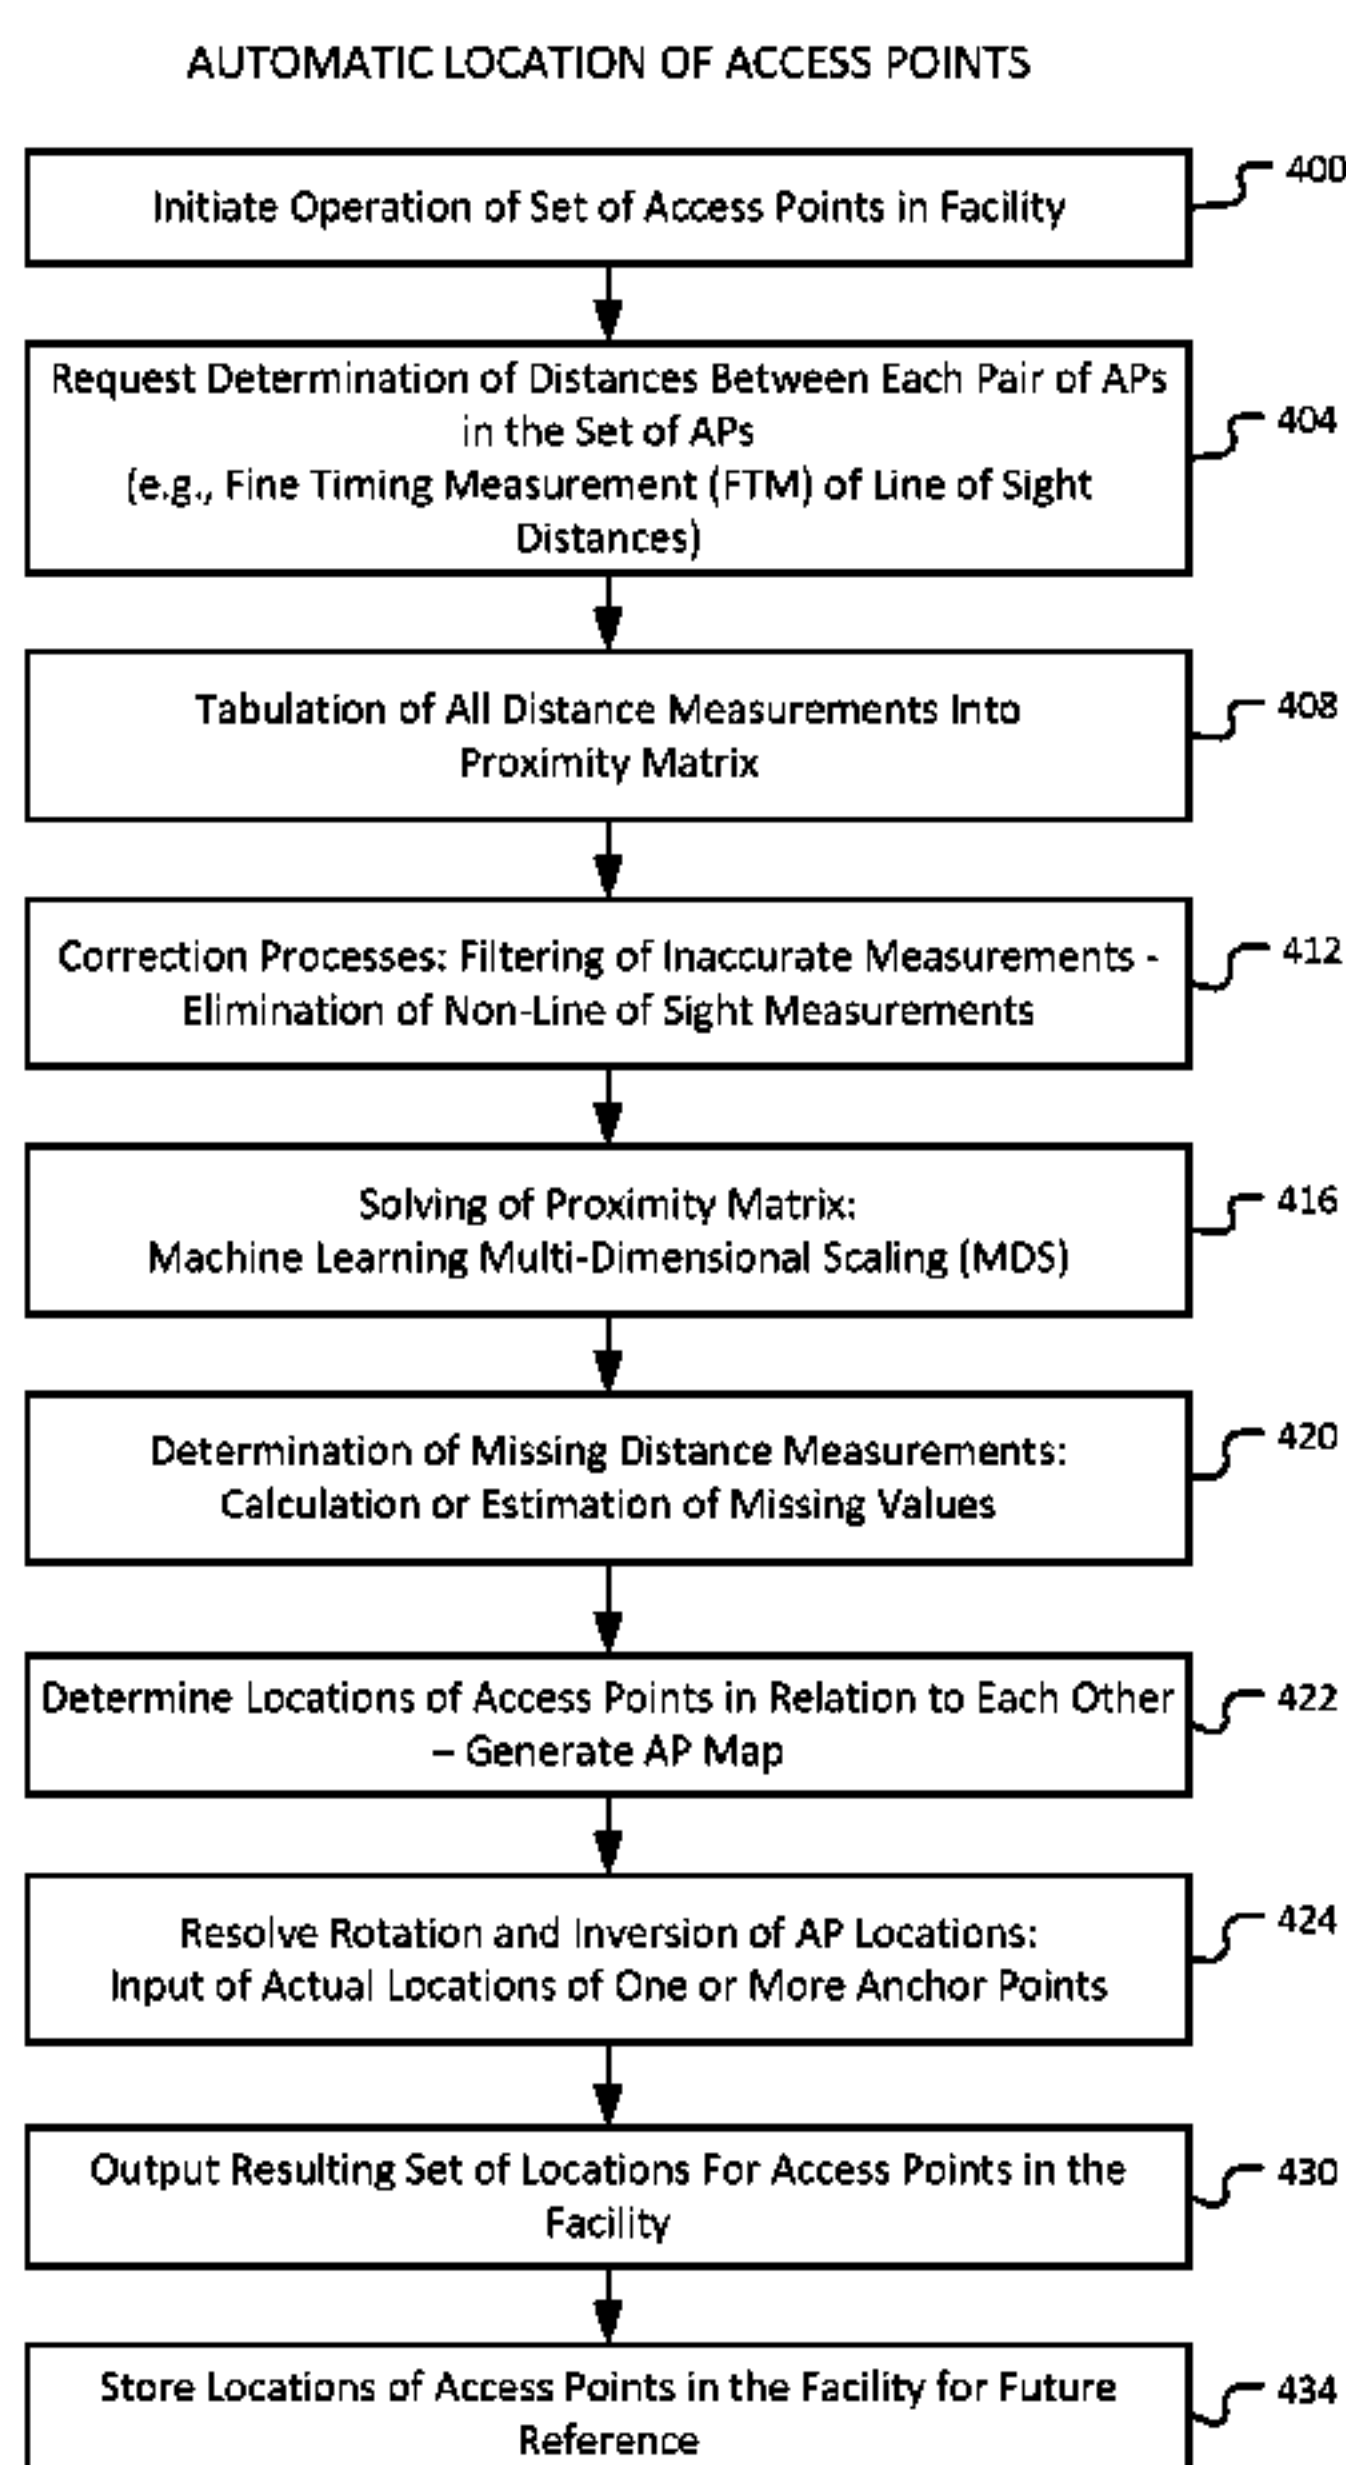 AUTOMATIC LOCATION OF ACCESS POINTS
Initiate Operation of Set of Access Points in Facility
400
Request Determination of Distances Between Each Pair of APs
in the Set of APs
(e.g., Fine Timing Measurement (FTM) of Line of Sight
Distances)
404
Tabulation of All Distance Measurements Into
Proximity Matrix
408
Correction Processes: Filtering of Inaccurate Measurements -
Elimination of Non-Line of Sight Measurements
412
Solving of Proximity Matrix:
Machine Learning Multi-Dimensional Scaling (MDS)
416
Determination of Missing Distance Measurements:
Calculation or Estimation of Missing Values
420
Determine Locations of Access Points in Relation to Each Other
– Generate AP Map
422
Resolve Rotation and Inversion of AP Locations:
Input of Actual Locations of One or More Anchor Points
424
Output Resulting Set of Locations For Access Points in the
Facility
430
Store Locations of Access Points in the Facility for Future
Reference
434